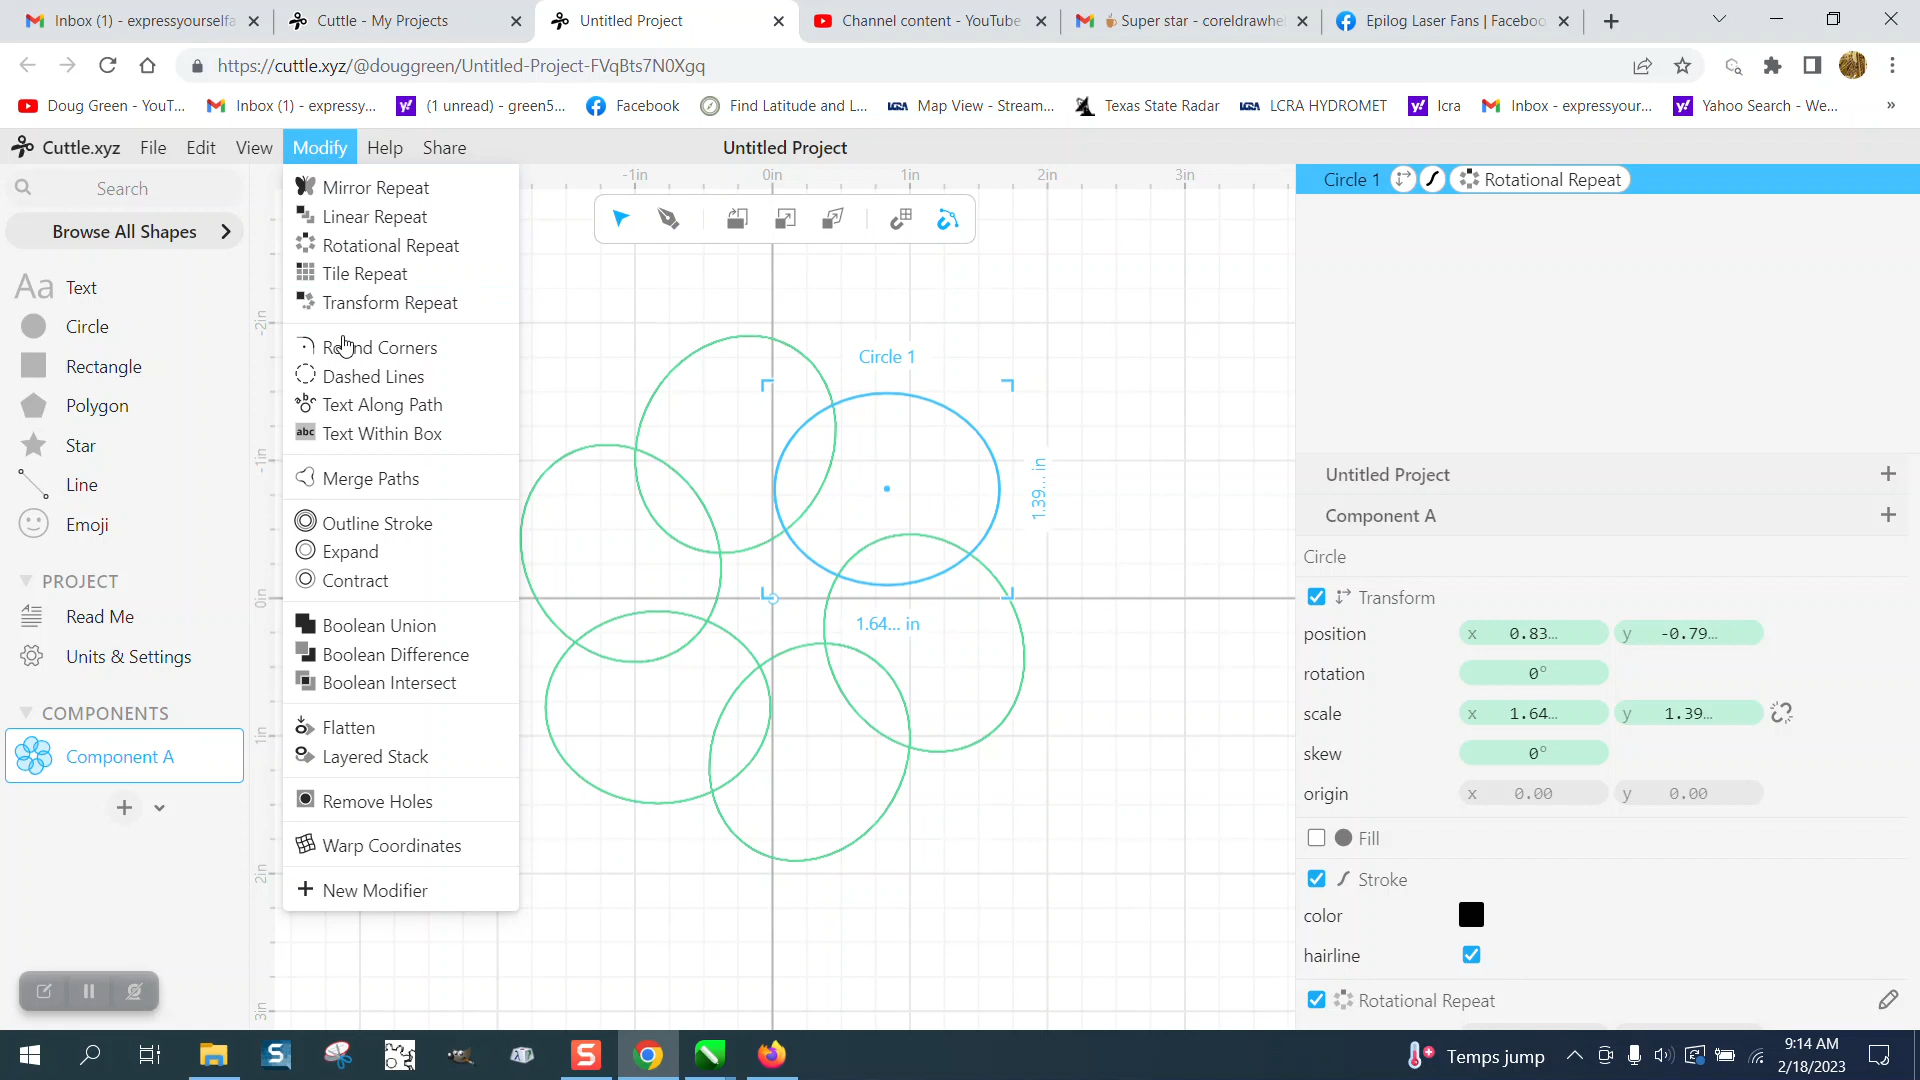 Inbox (1) - expressyourselfa
Cuttle - My Projects
Untitled Project
Channel content - YouTube
Super star - coreldrawhe
Epilog Laser Fans | Faceboo
https://cuttle.xyz/@douggreen/Untitled-Project-FVqBts7N0Xgq
Doug Green - YouT...
Inbox (1) - expressy...
(1 unread) - green5...
Facebook
Find Latitude and L...
LCRA Map View - Stream...
Texas State Radar
LCRA LCRA HYDROMET
lcra
Inbox - expressyour...
Yahoo Search - We...
Cuttle.xyz File Edit View Modify Help Share
Untitled Project
Search
Browse All Shapes
Aa Text
Circle
Rectangle
Polygon
Star
Line
Emoji
PROJECT
Read Me
Units & Settings
COMPONENTS
Component A
Mirror Repeat
Linear Repeat
Rotational Repeat
Tile Repeat
Transform Repeat
Round Corners
Dashed Lines
Text Along Path
abc Text Within Box
Merge Paths
Outline Stroke
Expand
Contract
Boolean Union
Boolean Difference
Boolean Intersect
Flatten
Layered Stack
Remove Holes
Warp Coordinates
New Modifier
-1in 0in 1in 2in 3in
-2in
-1in
0in
1in
2in
3in
Circle 1
1.39... in
1.64... in
Circle 1 Rotational Repeat
Untitled Project
Component A
Circle
Transform
position x 0.83... y -0.79...
rotation 0°
scale x 1.64... y 1.39...
skew 0°
origin x 0.00 y 0.00
Fill
Stroke
color
hairline
Rotational Repeat
Temps jump
9:14 AM
2/18/2023